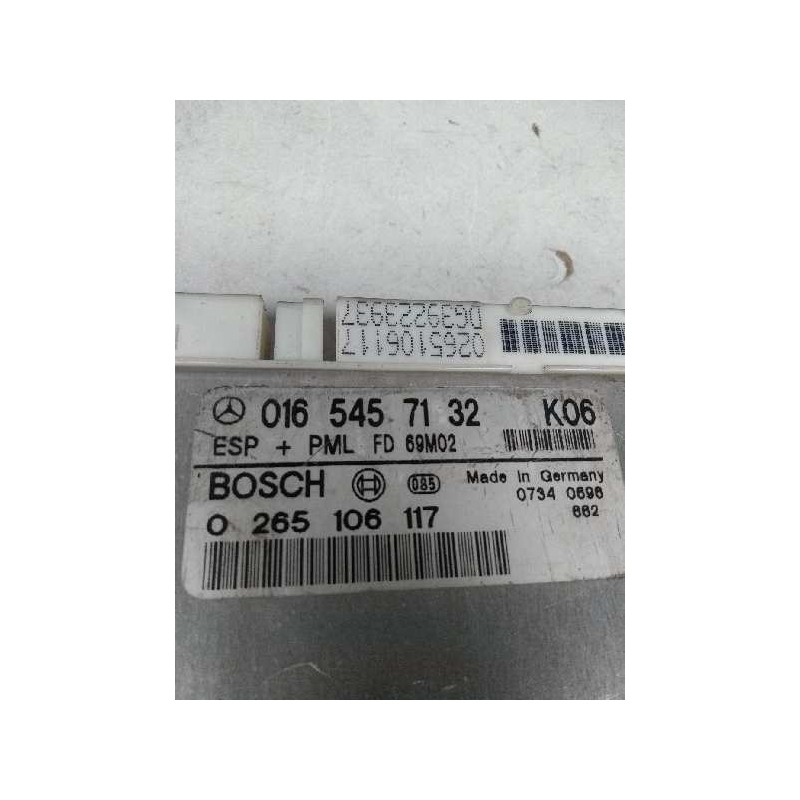 DG39223937
0265106117
016 545 71 32 K06
ESP + PML FD 69M02
BOSCH 085 Made in Germany
0734 0696
0 265 106 117 662